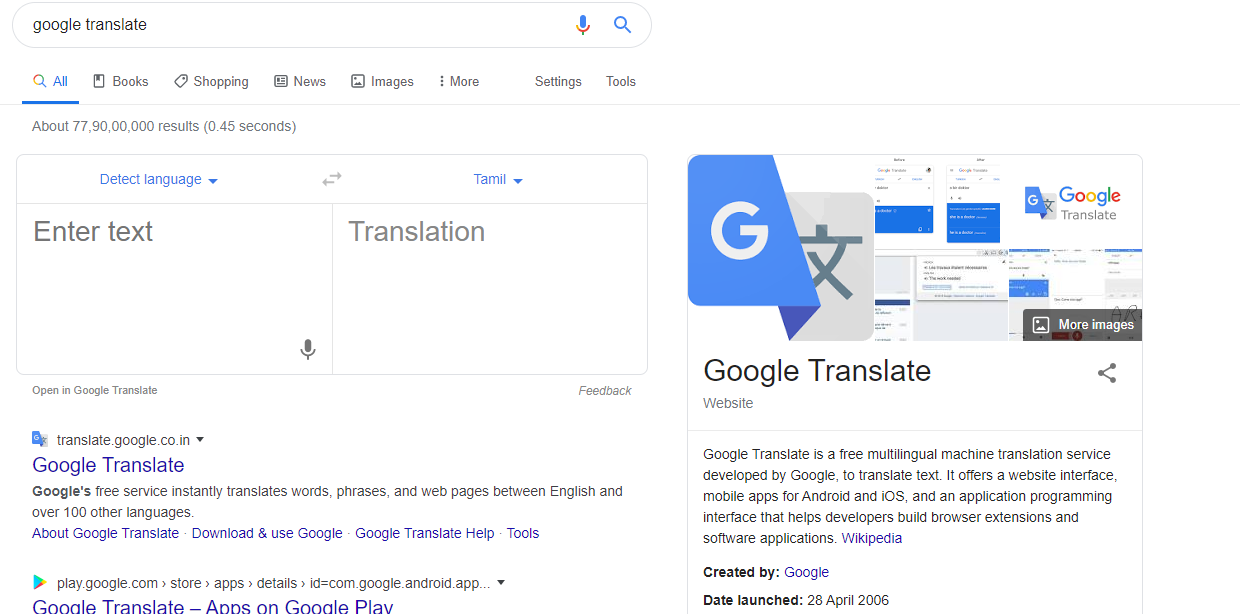 google translate
All Books Shopping News Images More Settings Tools
About 77,90,00,000 results (0.45 seconds)
Detect language Tamil
Enter text Translation
Open in Google Translate Feedback
translate.google.co.in
Google Translate
Google's free service instantly translates words, phrases, and web pages between English and
over 100 other languages.
About Google Translate · Download & use Google · Google Translate Help · Tools
play.google.com › store › apps › details › id=com.google.android.app...
Google Translate – Apps on Google Play
G 文
Before After
Google Translate
More images
Google Translate
Website
Google Translate is a free multilingual machine translation service
developed by Google, to translate text. It offers a website interface,
mobile apps for Android and iOS, and an application programming
interface that helps developers build browser extensions and
software applications. Wikipedia
Created by: Google
Date launched: 28 April 2006